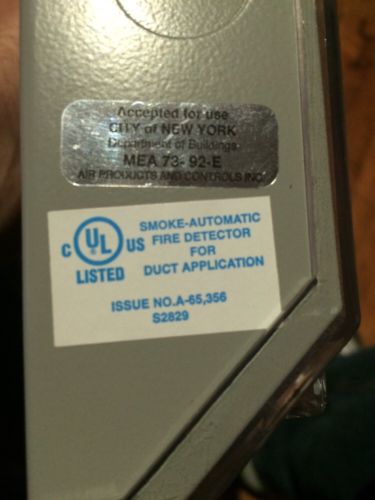 Accepted for use
CITY of NEW YORK
Department of Buildings
MEA 73-92-E
AIR PRODUCTS AND CONTROLS INC
C UL US
LISTED
SMOKE-AUTOMATIC
FIRE DETECTOR
FOR
DUCT APPLICATION
ISSUE NO.A-65,356
S2829